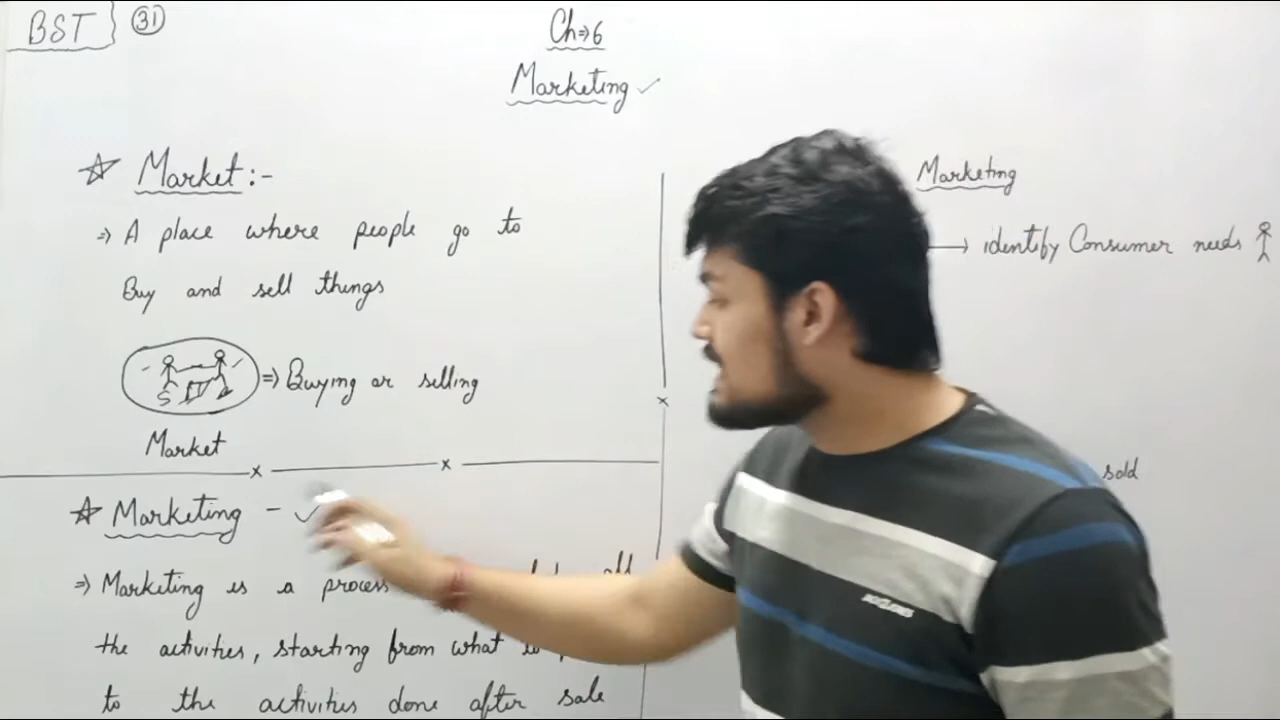 BST
31
Ch⇒6
Marketing ✓
☆ Market :-
⇒ A place where people go to
Buy and sell things
⇒ Buying or selling
Market
☆ Marketing - ✓
⇒ Marketing is a process
the activities, starting from what
to the activities done after sale
Marketing
→ identify Consumer needs
sold